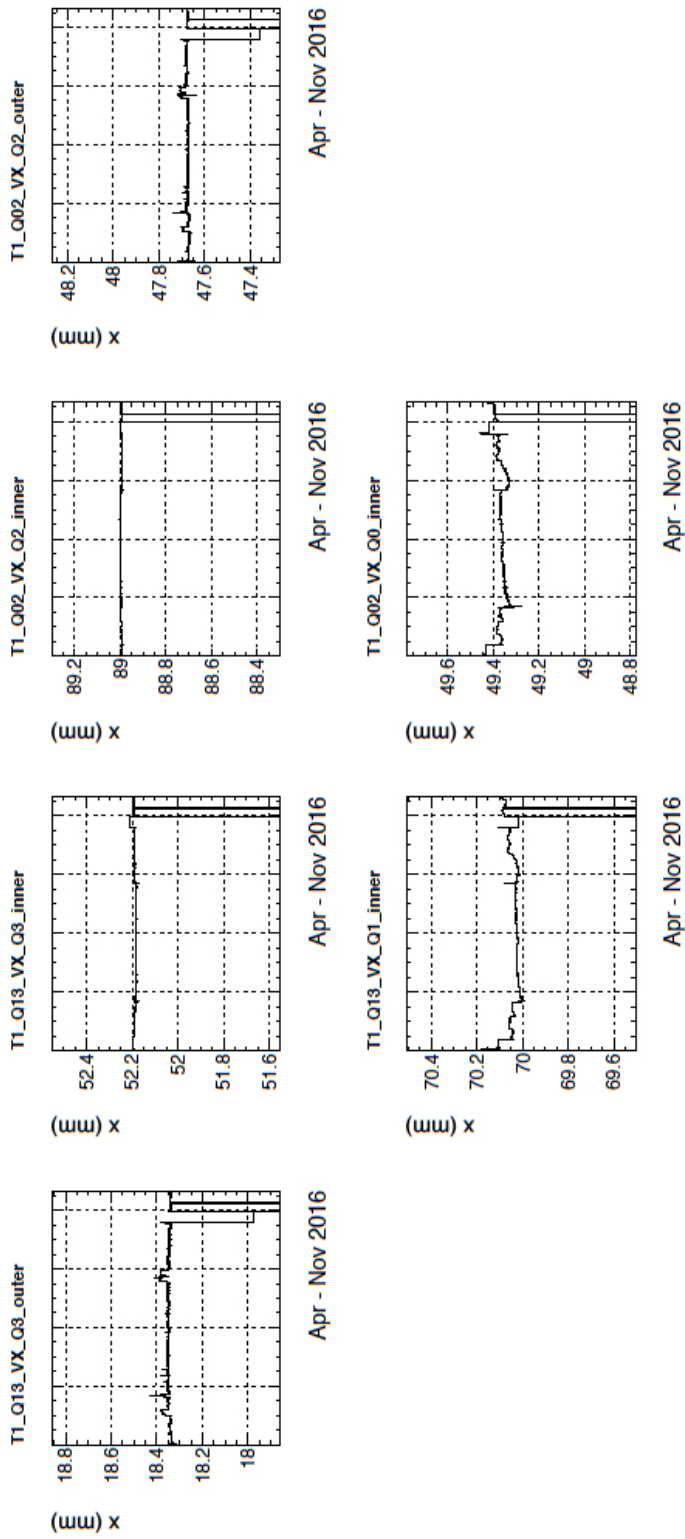 T1_Q13_VX_Q3_outer
x (mm)
18.8
18.6
18.4
18.2
18
Apr - Nov 2016
T1_Q13_VX_Q3_inner
x (mm)
52.4
52.2
52
51.8
51.6
Apr - Nov 2016
T1_Q02_VX_Q2_inner
x (mm)
89.2
89
88.8
88.6
88.4
Apr - Nov 2016
T1_Q02_VX_Q2_outer
x (mm)
48.2
48
47.8
47.6
47.4
Apr - Nov 2016
T1_Q13_VX_Q1_inner
x (mm)
70.4
70.2
70
69.8
69.6
Apr - Nov 2016
T1_Q02_VX_Q0_inner
x (mm)
49.6
49.4
49.2
49
48.8
Apr - Nov 2016